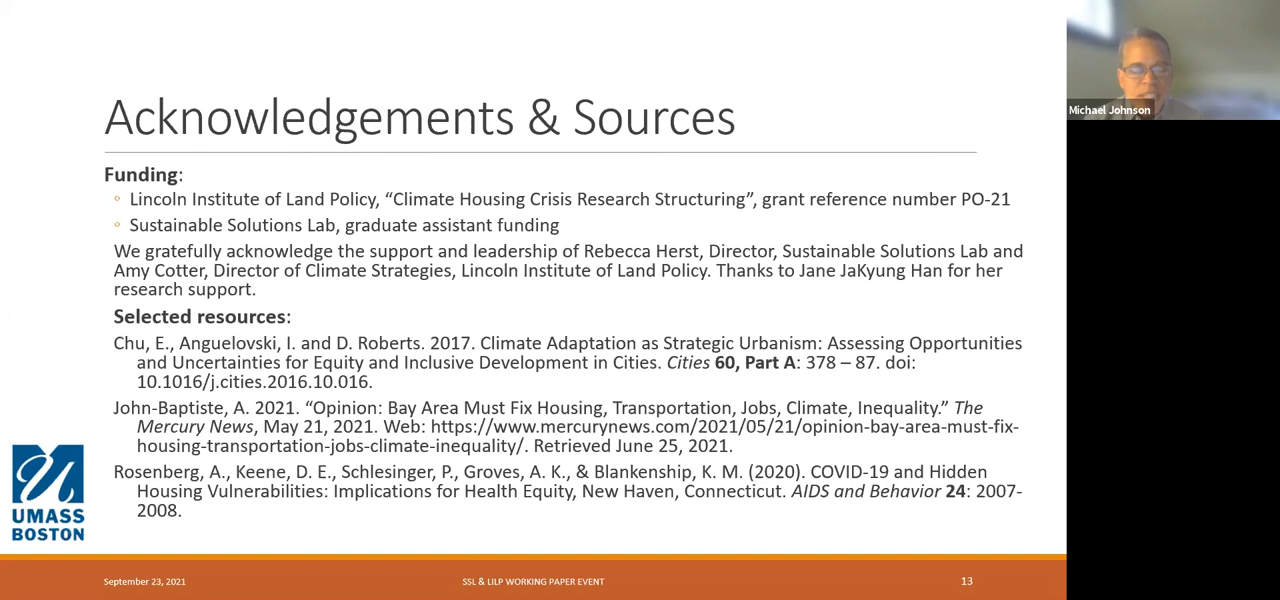 Acknowledgements & Sources
Funding:
◦ Lincoln Institute of Land Policy, “Climate Housing Crisis Research Structuring”, grant reference number PO-21
◦ Sustainable Solutions Lab, graduate assistant funding
We gratefully acknowledge the support and leadership of Rebecca Herst, Director, Sustainable Solutions Lab and
Amy Cotter, Director of Climate Strategies, Lincoln Institute of Land Policy. Thanks to Jane JaKyung Han for her
research support.
Selected resources:
Chu, E., Anguelovski, I. and D. Roberts. 2017. Climate Adaptation as Strategic Urbanism: Assessing Opportunities
and Uncertainties for Equity and Inclusive Development in Cities. Cities 60, Part A: 378 – 87. doi:
10.1016/j.cities.2016.10.016.
John-Baptiste, A. 2021. “Opinion: Bay Area Must Fix Housing, Transportation, Jobs, Climate, Inequality.” The
Mercury News, May 21, 2021. Web: https://www.mercurynews.com/2021/05/21/opinion-bay-area-must-fix-
housing-transportation-jobs-climate-inequality/. Retrieved June 25, 2021.
Rosenberg, A., Keene, D. E., Schlesinger, P., Groves, A. K., & Blankenship, K. M. (2020). COVID-19 and Hidden
Housing Vulnerabilities: Implications for Health Equity, New Haven, Connecticut. AIDS and Behavior 24: 2007-
2008.
UMASS
BOSTON
September 23, 2021
SSL & LILP WORKING PAPER EVENT
13
Michael Johnson